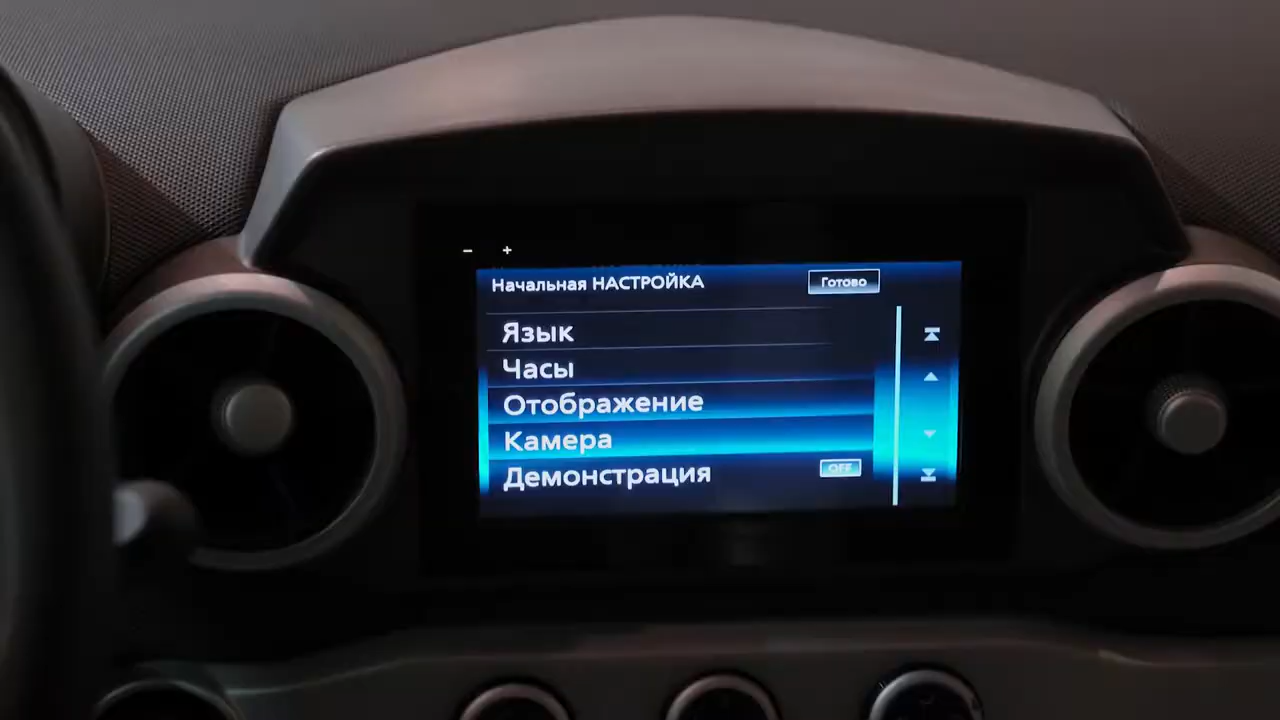 - +
Начальная НАСТРОЙКА Готово
Язык
Часы
Отображение
Камера
Демонстрация OFF